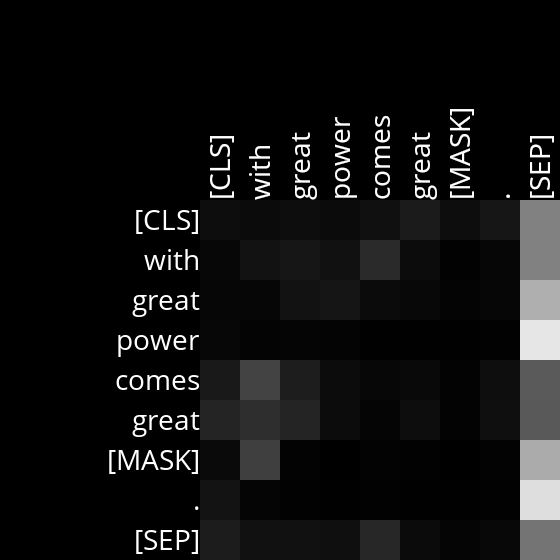 [CLS] with great power comes great [MASK] . [SEP]
[CLS]
with
great
power
comes
great
[MASK]
.
[SEP]